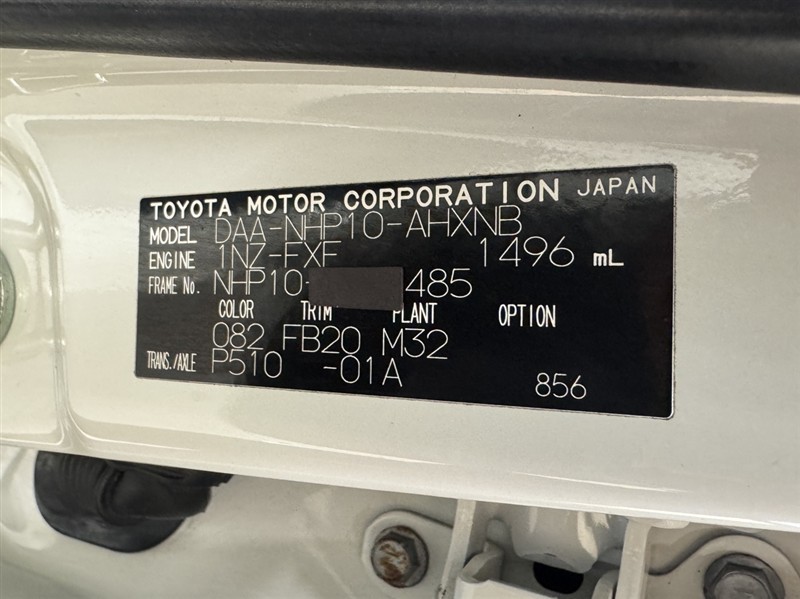 TOYOTA MOTOR CORPORATION JAPAN
MODEL DAA-NHP10-AHXNB
ENGINE 1NZ-FXF 1496 mL
FRAME No. NHP10- 485
COLOR TRIM PLANT OPTION
082 FB20 M32
TRANS./AXLE P510 -01A 856